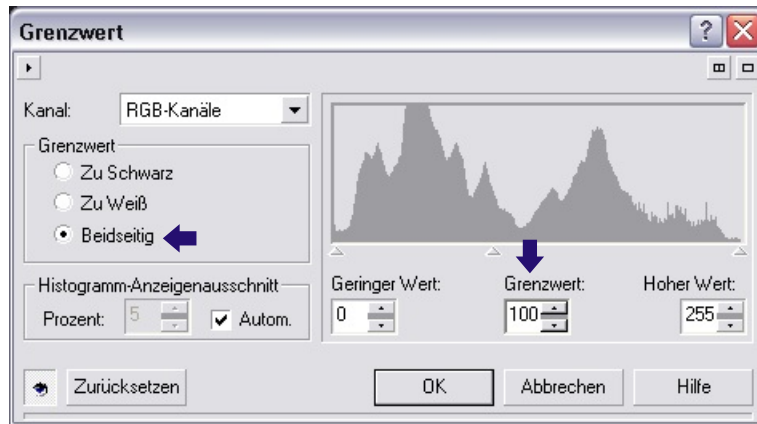 Grenzwert
Kanal: RGB-Kanäle
Grenzwert
Zu Schwarz
Zu Weiß
Beidseitig
Histogramm-Anzeigenausschnitt
Prozent: 5 Autom.
Geringer Wert: Grenzwert: Hoher Wert:
0 100 255
Zurücksetzen OK Abbrechen Hilfe